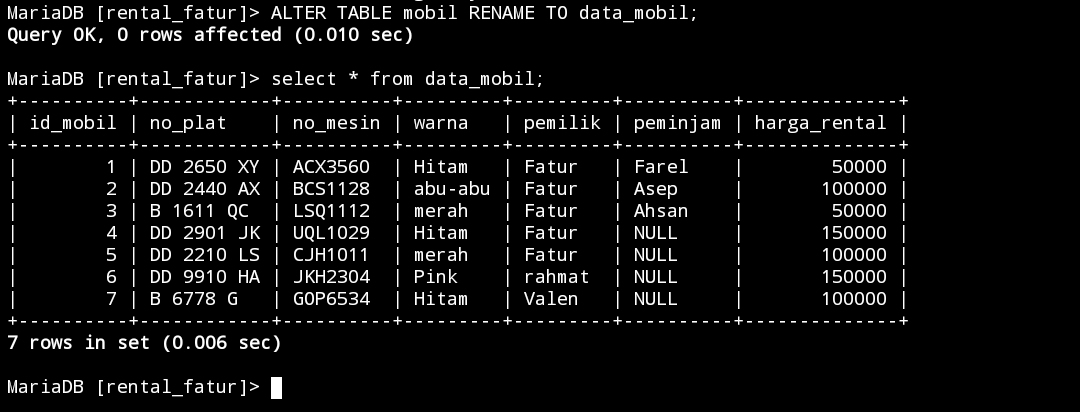 MariaDB [rental_fatur]> ALTER TABLE mobil RENAME TO data_mobil;
Query OK, 0 rows affected (0.010 sec)

MariaDB [rental_fatur]> select * from data_mobil;
+----------+------------+----------+---------+---------+----------+--------------+
| id_mobil | no_plat    | no_mesin | warna   | pemilik | peminjam | harga_rental |
+----------+------------+----------+---------+---------+----------+--------------+
|        1 | DD 2650 XY | ACX3560  | Hitam   | Fatur   | Farel    |        50000 |
|        2 | DD 2440 AX | BCS1128  | abu-abu | Fatur   | Asep     |       100000 |
|        3 | B 1611 QC  | LSQ1112  | merah   | Fatur   | Ahsan    |        50000 |
|        4 | DD 2901 JK | UQL1029  | Hitam   | Fatur   | NULL     |       150000 |
|        5 | DD 2210 LS | CJH1011  | merah   | Fatur   | NULL     |       100000 |
|        6 | DD 9910 HA | JKH2304  | Pink    | rahmat  | NULL     |       150000 |
|        7 | B 6778 G   | GOP6534  | Hitam   | Valen   | NULL     |       100000 |
+----------+------------+----------+---------+---------+----------+--------------+
7 rows in set (0.006 sec)

MariaDB [rental_fatur]>